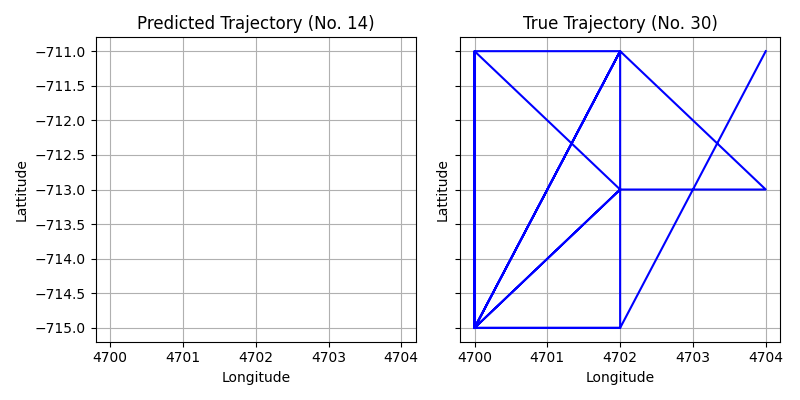 Predicted Trajectory (No. 14)
True Trajectory (No. 30)
Lattitude
−711.0
−711.5
−712.0
−712.5
−713.0
−713.5
−714.0
−714.5
−715.0
4700 4701 4702 4703 4704
Longitude
Lattitude
4700 4701 4702 4703 4704
Longitude